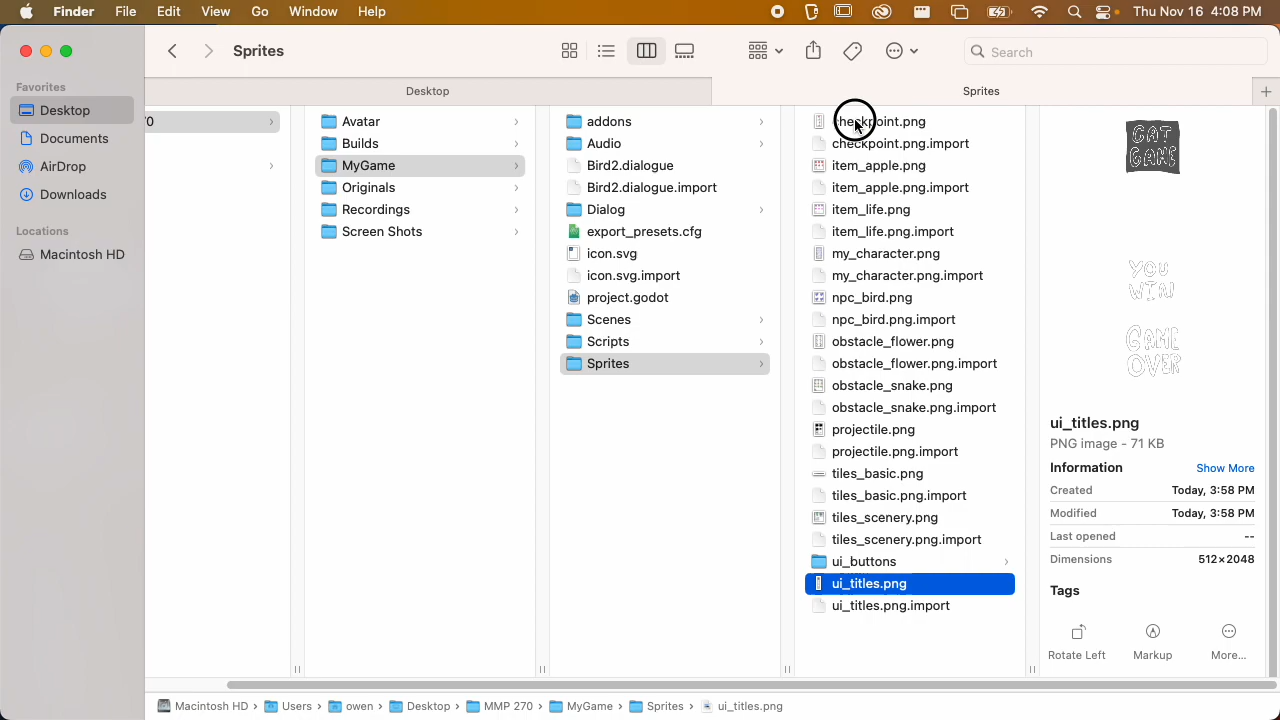 Finder File Edit View Go Window Help Thu Nov 16 4:08 PM
Sprites Search
Desktop Sprites
Favorites
Desktop
Documents
AirDrop
Downloads
Locations
Macintosh HD
0
Avatar
Builds
MyGame
Originals
Recordings
Screen Shots
addons
Audio
Bird2.dialogue
Bird2.dialogue.import
Dialog
export_presets.cfg
icon.svg
icon.svg.import
project.godot
Scenes
Scripts
Sprites
checkpoint.png
checkpoint.png.import
item_apple.png
item_apple.png.import
item_life.png
item_life.png.import
my_character.png
my_character.png.import
npc_bird.png
npc_bird.png.import
obstacle_flower.png
obstacle_flower.png.import
obstacle_snake.png
obstacle_snake.png.import
projectile.png
projectile.png.import
tiles_basic.png
tiles_basic.png.import
tiles_scenery.png
tiles_scenery.png.import
ui_buttons
ui_titles.png
ui_titles.png.import
CAT
GAME
YOU
WIN
GAME
OVER
ui_titles.png
PNG image - 71 KB
Information Show More
Created Today, 3:58 PM
Modified Today, 3:58 PM
Last opened --
Dimensions 512×2048
Tags
Rotate Left Markup More...
Macintosh HD › Users › owen › Desktop › MMP 270 › MyGame › Sprites › ui_titles.png